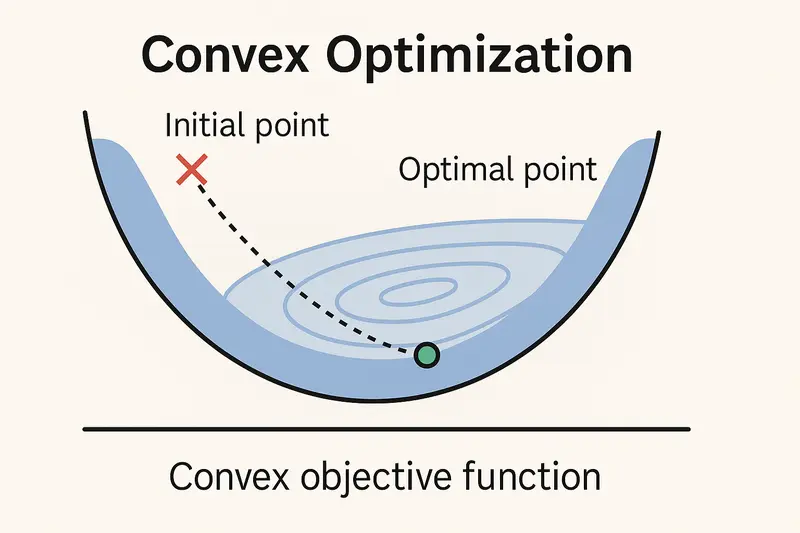 Convex Optimization
Initial point
Optimal point
Convex objective function